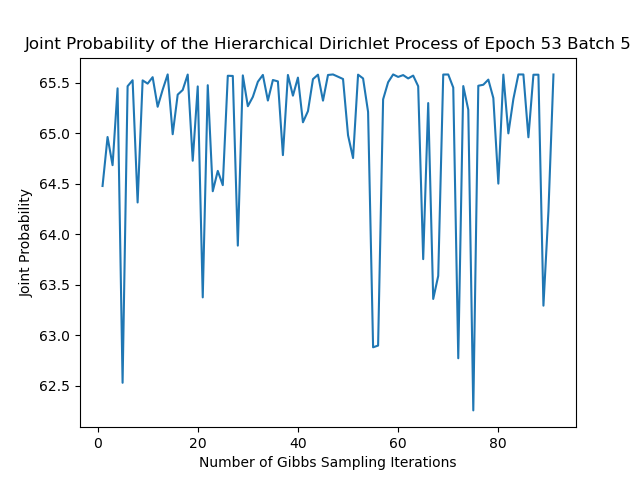 Joint Probability of the Hierarchical Dirichlet Process of Epoch 53 Batch 5
65.5
65.0
64.5
64.0
63.5
63.0
62.5
Joint Probability
0 20 40 60 80
Number of Gibbs Sampling Iterations